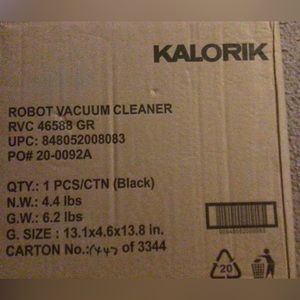 KALORIK
ROBOT VACUUM CLEANER
RVC 46588 GR
UPC: 848052008083
PO# 20-0092A
QTY.: 1 PCS/CTN (Black)
N.W.: 4.4 lbs
G.W.: 6.2 lbs
G. SIZE : 13.1x4.6x13.8 in.
CARTON No.: of 3344
20